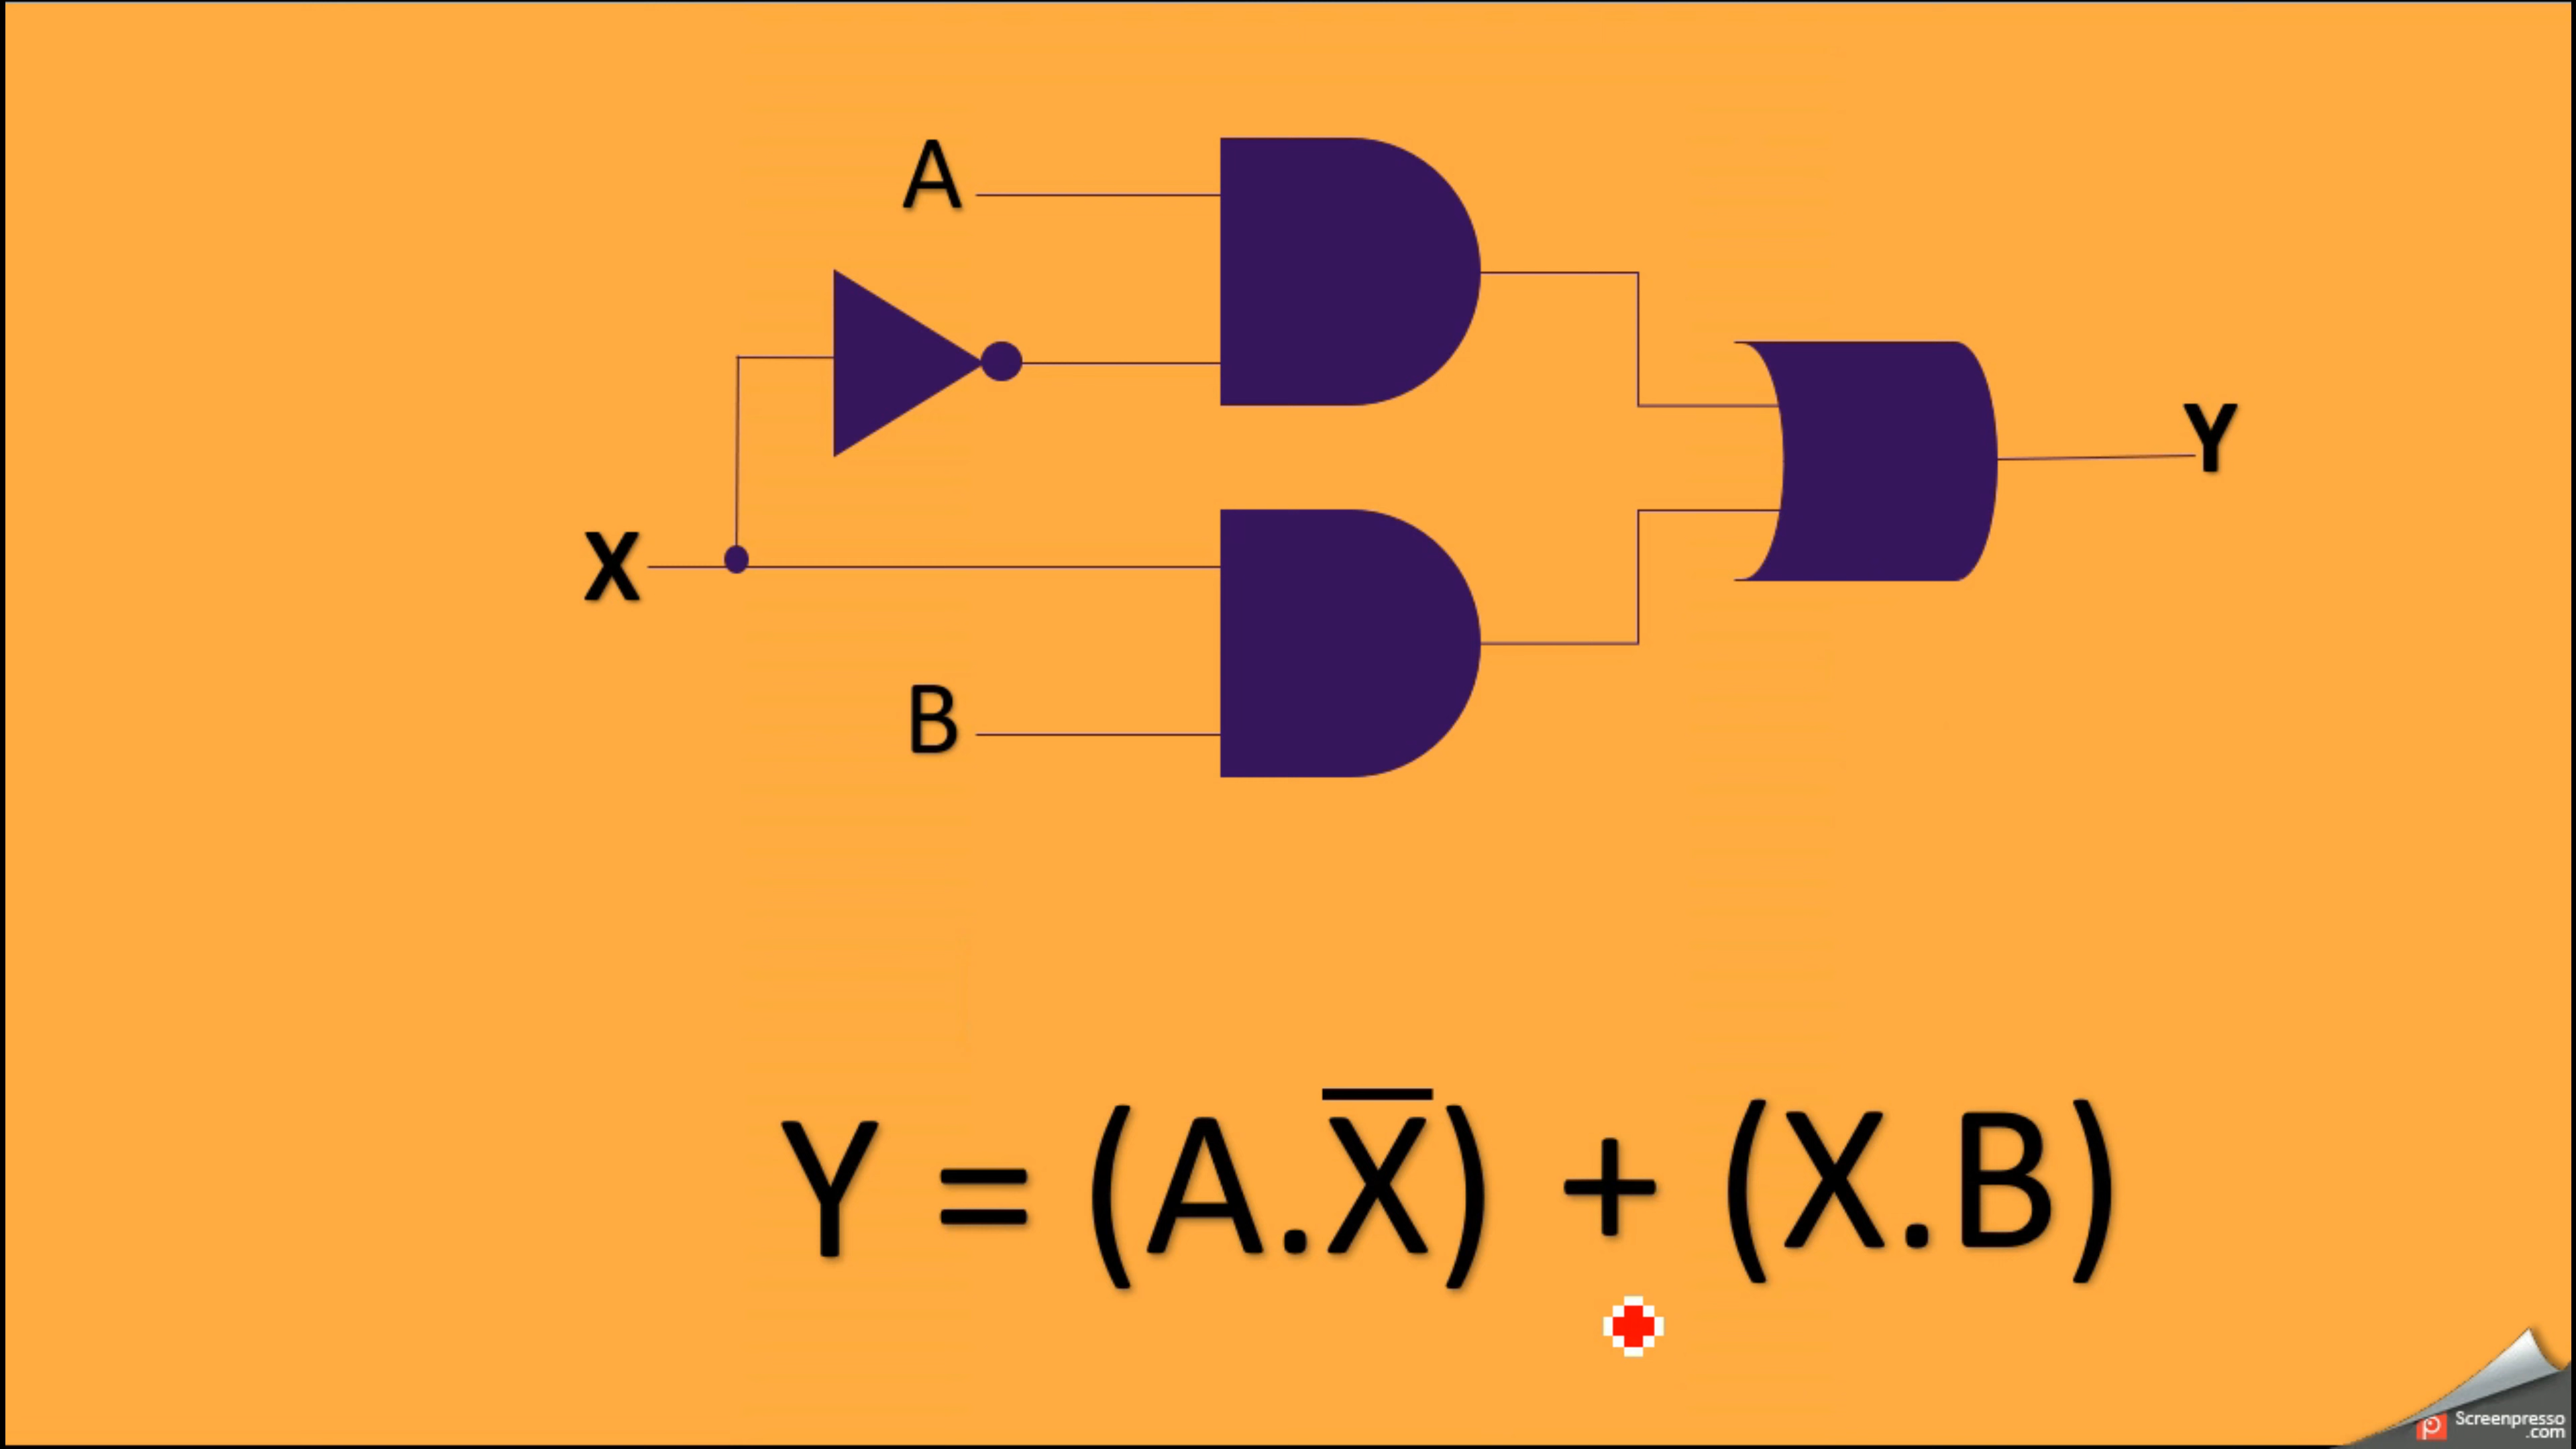 A
X
B
Y
Y = (A.X̅) + (X.B)
Screenpresso
.com